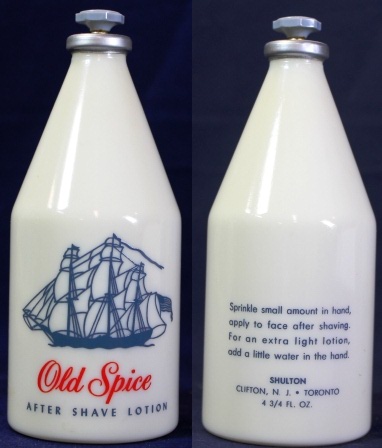 Old Spice
AFTER SHAVE LOTION
Sprinkle small amount in hand,
apply to face after shaving.
For an extra light lotion,
add a little water in the hand.
SHULTON
CLIFTON, N. J. • TORONTO
4 3/4 FL. OZ.